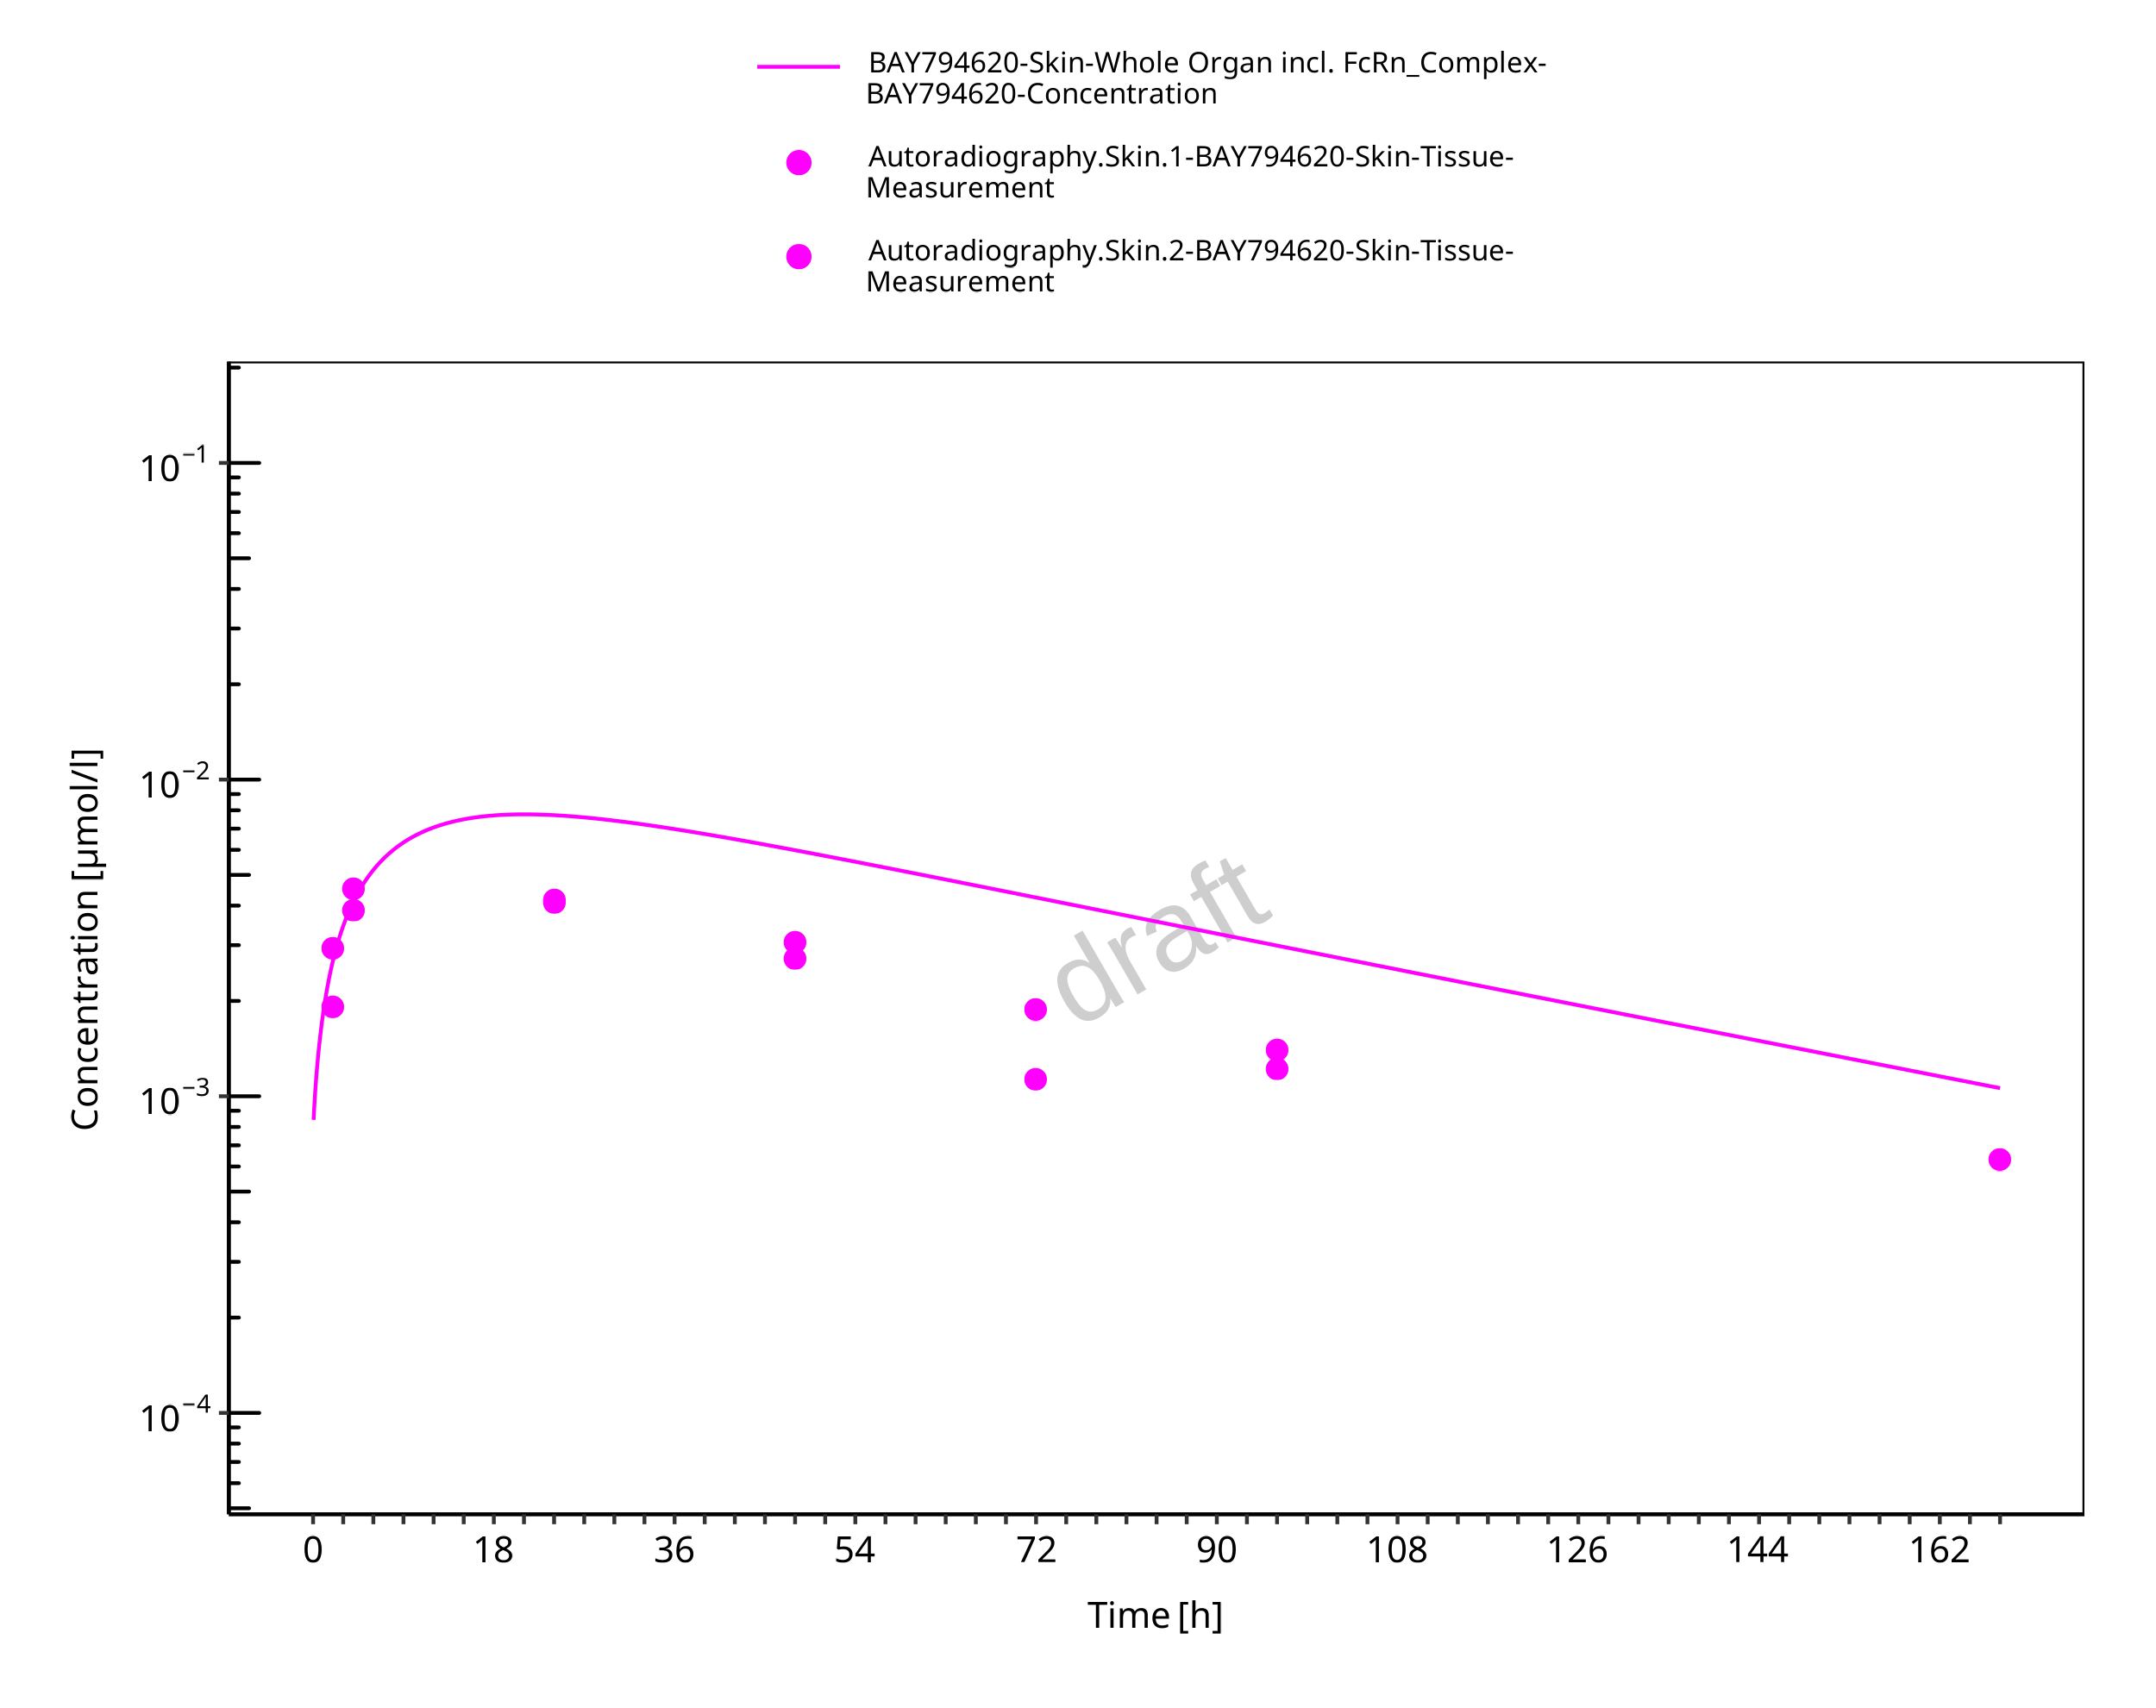 BAY794620-Skin-Whole Organ incl. FcRn_Complex-
BAY794620-Concentration
Autoradiography.Skin.1-BAY794620-Skin-Tissue-
Measurement
Autoradiography.Skin.2-BAY794620-Skin-Tissue-
Measurement
10⁻¹
10⁻²
10⁻³
10⁻⁴
Concentration [µmol/l]
draft
0 18 36 54 72 90 108 126 144 162
Time [h]